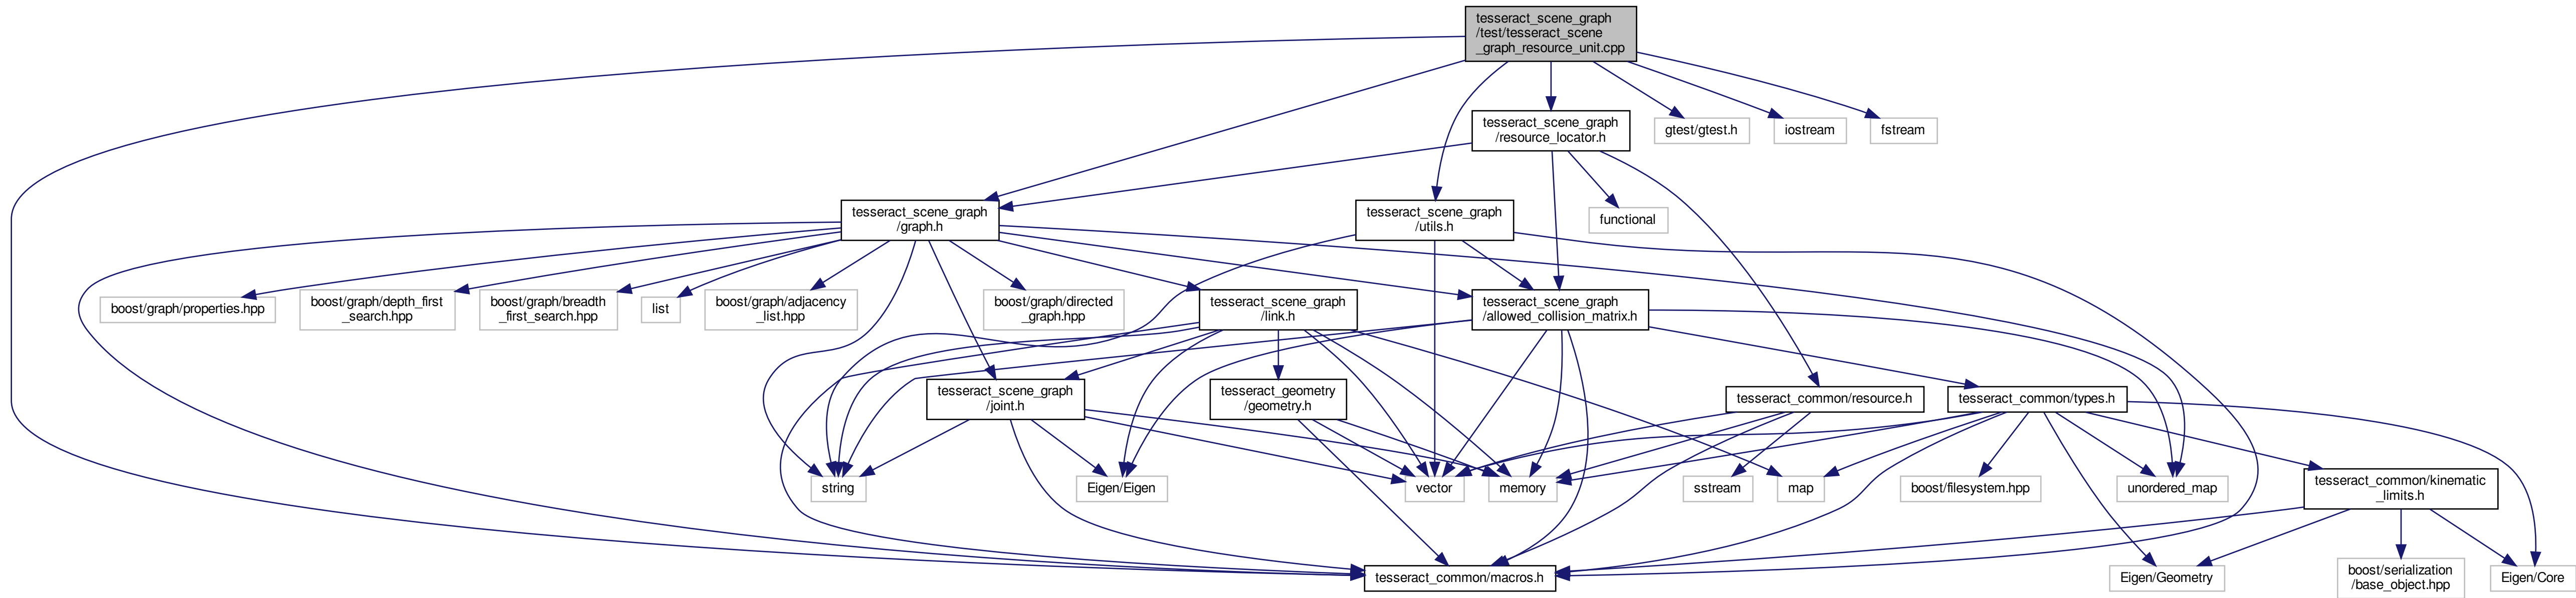 tesseract_scene_graph
/test/tesseract_scene
_graph_resource_unit.cpp
tesseract_scene_graph
/resource_locator.h
gtest/gtest.h
iostream
fstream
tesseract_scene_graph
/graph.h
tesseract_scene_graph
/utils.h
functional
boost/graph/properties.hpp
boost/graph/depth_first
_search.hpp
boost/graph/breadth
_first_search.hpp
list
boost/graph/adjacency
_list.hpp
boost/graph/directed
_graph.hpp
tesseract_scene_graph
/link.h
tesseract_scene_graph
/allowed_collision_matrix.h
tesseract_scene_graph
/joint.h
tesseract_geometry
/geometry.h
tesseract_common/resource.h
tesseract_common/types.h
string
Eigen/Eigen
vector
memory
sstream
map
boost/filesystem.hpp
unordered_map
tesseract_common/kinematic
_limits.h
tesseract_common/macros.h
Eigen/Geometry
boost/serialization
/base_object.hpp
Eigen/Core